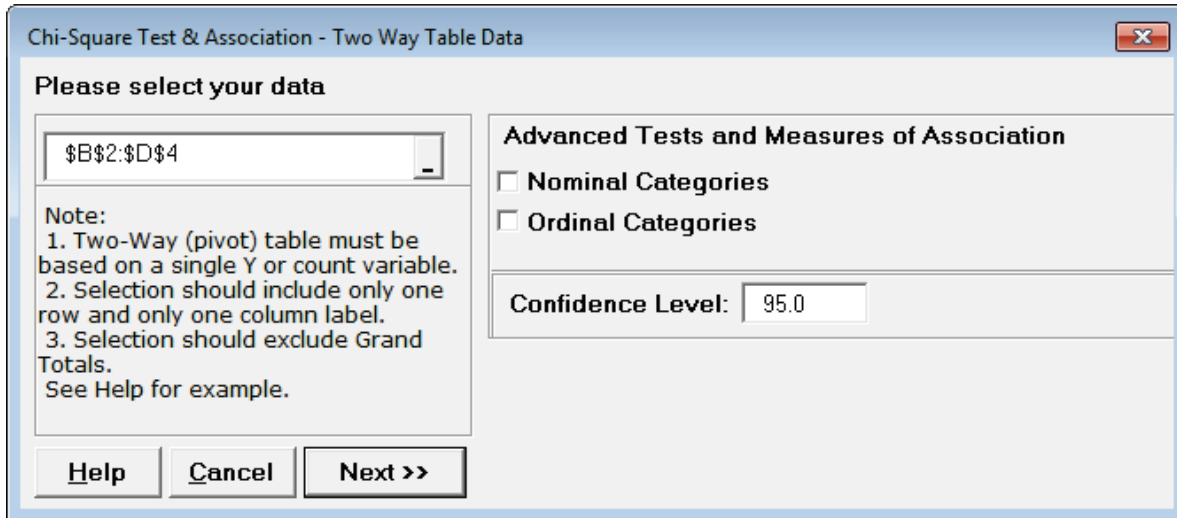 Chi-Square Test & Association - Two Way Table Data
Please select your data
$B$2:$D$4
_
Note:
1. Two-Way (pivot) table must be
based on a single Y or count variable.
2. Selection should include only one
row and only one column label.
3. Selection should exclude Grand
Totals.
See Help for example.
Advanced Tests and Measures of Association
Nominal Categories
Ordinal Categories
Confidence Level: 95.0
Help Cancel Next >>